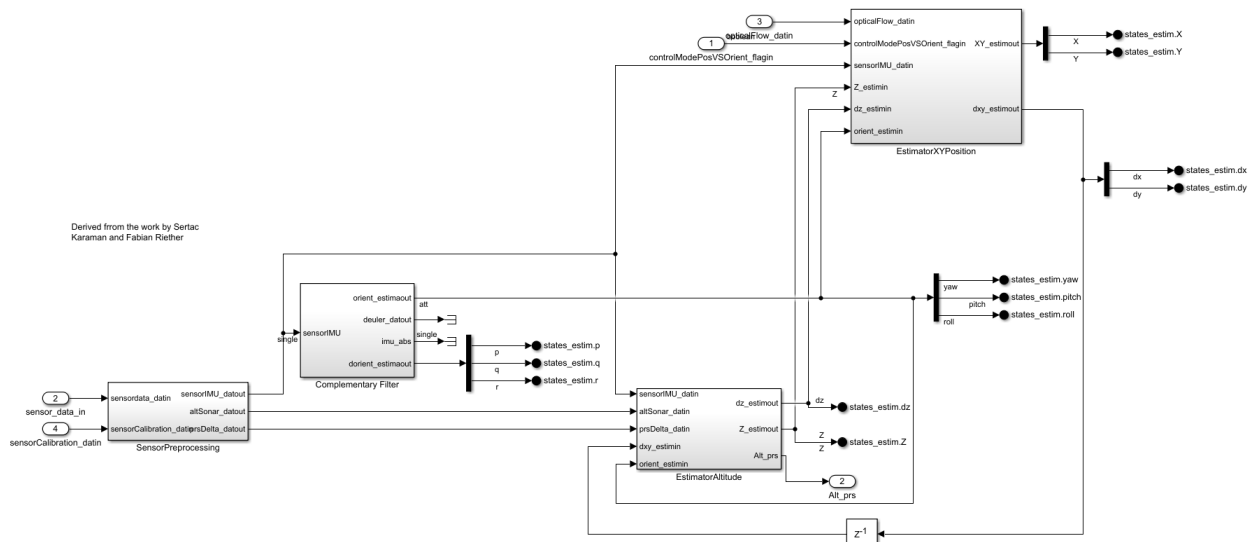 3
opticalFlow_datin
boolean
1
controlModePosVSOrient_flagin
opticalFlow_datin
controlModePosVSOrient_flagin
sensorIMU_datin
Z_estimin
dz_estimin
orient_estimin
XY_estimout
dxy_estimout
EstimatorXYPosition
Z
X
Y
states_estim.X
states_estim.Y
dx
dy
states_estim.dx
states_estim.dy
Derived frrom the work by Sertac
Karaman and Fabian Riether
single
sensorIMU
orient_estimaout
deuler_datout
imu_abs
dorient_estimaout
Complementary Filter
att
single
p
q
r
states_estim.p
states_estim.q
states_estim.r
yaw
pitch
roll
states_estim.yaw
states_estim.pitch
states_estim.roll
2
sensor_data_in
4
sensorCalibration_datin
sensordata_datin
sensorCalibration_datin
sensorIMU_datout
altSonar_datout
prsDelta_datout
SensorPreprocessing
sensorIMU_datin
altSonar_datin
prsDelta_datin
dxy_estimin
orient_estimin
dz_estimout
Z_estimout
Alt_prs
EstimatorAltitude
dz
states_estim.dz
Z
Z
states_estim.Z
2
Alt_prs
Z-1